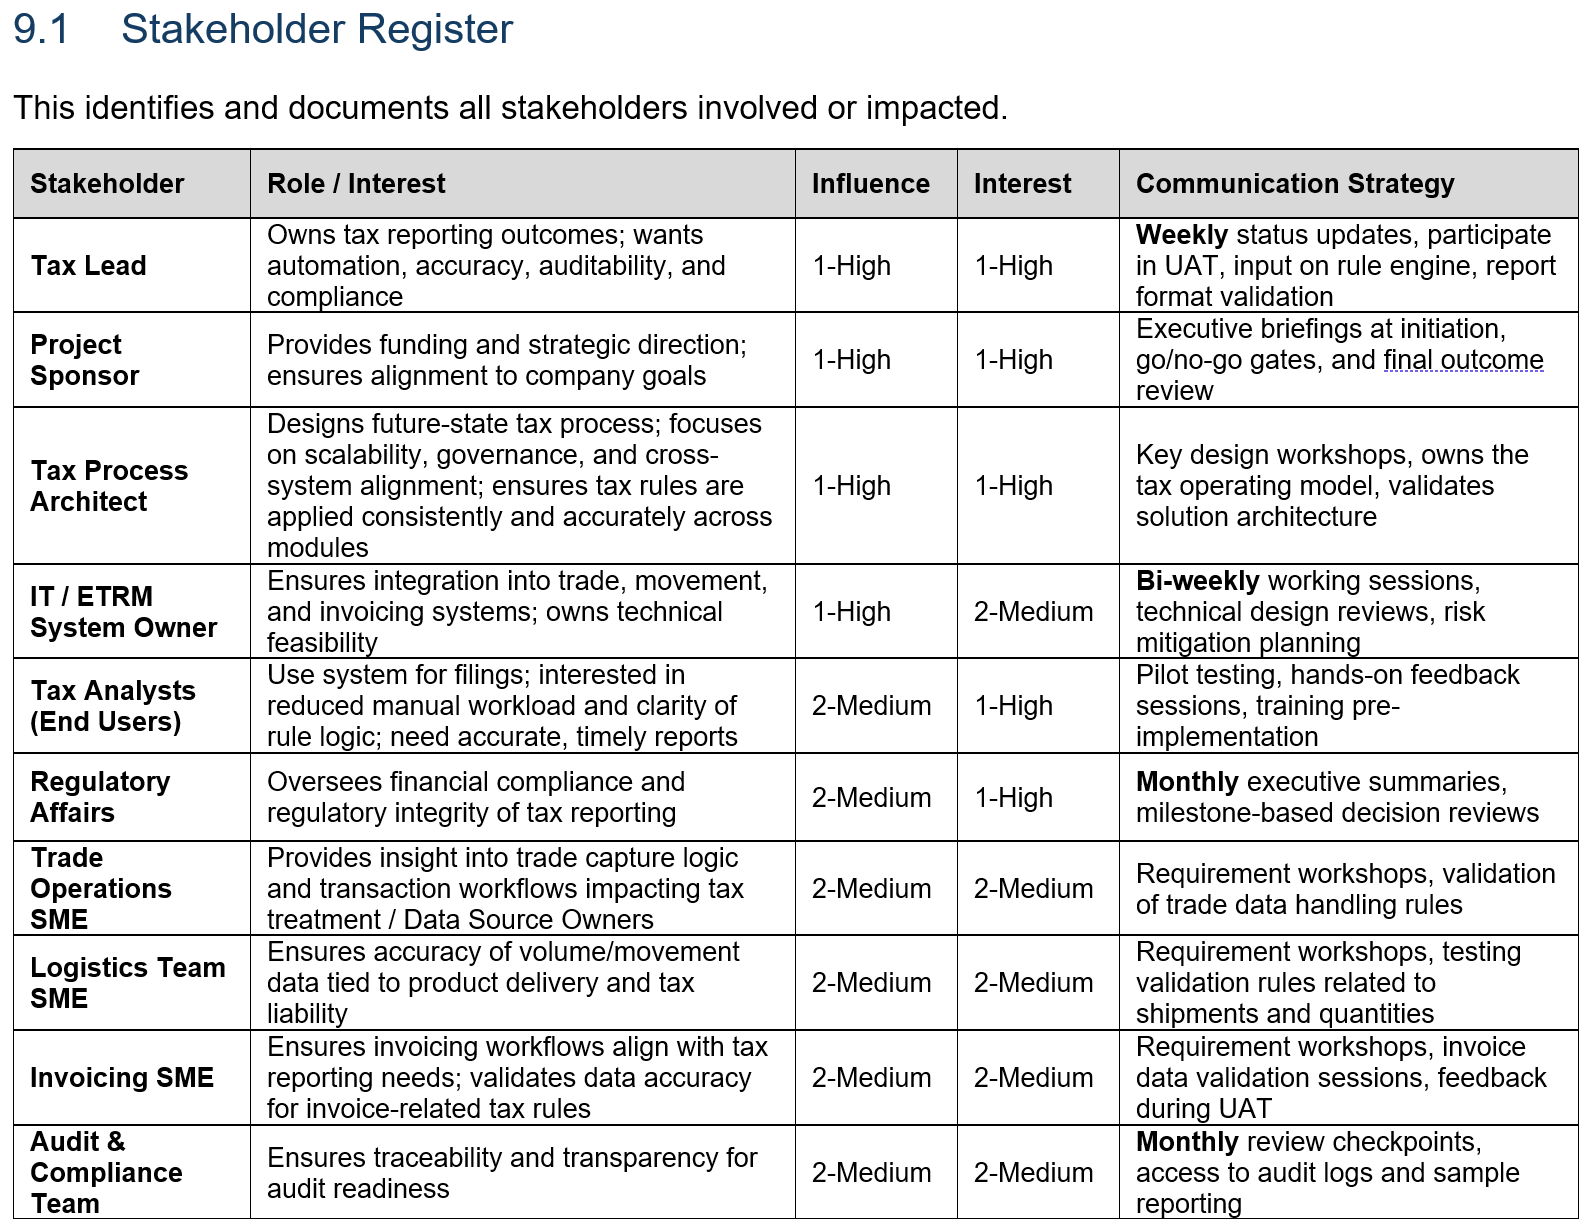 9.1 Stakeholder Register
This identifies and documents all stakeholders involved or impacted.
Stakeholder Role / Interest Influence Interest Communication Strategy
Tax Lead
Owns tax reporting outcomes; wants
automation, accuracy, auditability, and
compliance
1-High
1-High
Weekly status updates, participate
in UAT, input on rule engine, report
format validation
Project
Sponsor
Provides funding and strategic direction;
ensures alignment to company goals
1-High
1-High
Executive briefings at initiation,
go/no-go gates, and final outcome
review
Tax Process
Architect
Designs future-state tax process; focuses
on scalability, governance, and cross-
system alignment; ensures tax rules are
applied consistently and accurately across
modules
1-High
1-High
Key design workshops, owns the
tax operating model, validates
solution architecture
IT / ETRM
System Owner
Ensures integration into trade, movement,
and invoicing systems; owns technical
feasibility
1-High
2-Medium
Bi-weekly working sessions,
technical design reviews, risk
mitigation planning
Tax Analysts
(End Users)
Use system for filings; interested in
reduced manual workload and clarity of
rule logic; need accurate, timely reports
2-Medium
1-High
Pilot testing, hands-on feedback
sessions, training pre-
implementation
Regulatory
Affairs
Oversees financial compliance and
regulatory integrity of tax reporting
2-Medium
1-High
Monthly executive summaries,
milestone-based decision reviews
Trade
Operations
SME
Provides insight into trade capture logic
and transaction workflows impacting tax
treatment / Data Source Owners
2-Medium
2-Medium
Requirement workshops, validation
of trade data handling rules
Logistics Team
SME
Ensures accuracy of volume/movement
data tied to product delivery and tax
liability
2-Medium
2-Medium
Requirement workshops, testing
validation rules related to
shipments and quantities
Invoicing SME
Ensures invoicing workflows align with tax
reporting needs; validates data accuracy
for invoice-related tax rules
2-Medium
2-Medium
Requirement workshops, invoice
data validation sessions, feedback
during UAT
Audit &
Compliance
Team
Ensures traceability and transparency for
audit readiness
2-Medium
2-Medium
Monthly review checkpoints,
access to audit logs and sample
reporting